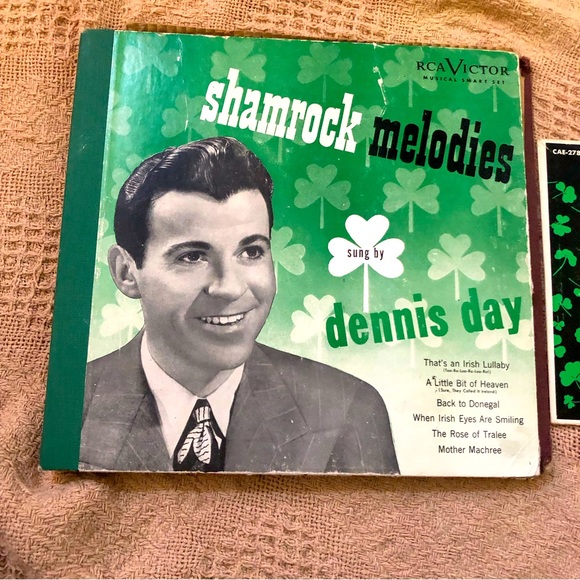 RCA VICTOR
MUSICAL SMART SET
shamrock melodies
sung by
dennis day
That's an Irish Lullaby
(Too-Ra-Loo-Ra-Loo-Ral)
A Little Bit of Heaven
(Sure, They Called it Ireland)
Back to Donegal
When Irish Eyes Are Smiling
The Rose of Tralee
Mother Machree
CAE-278